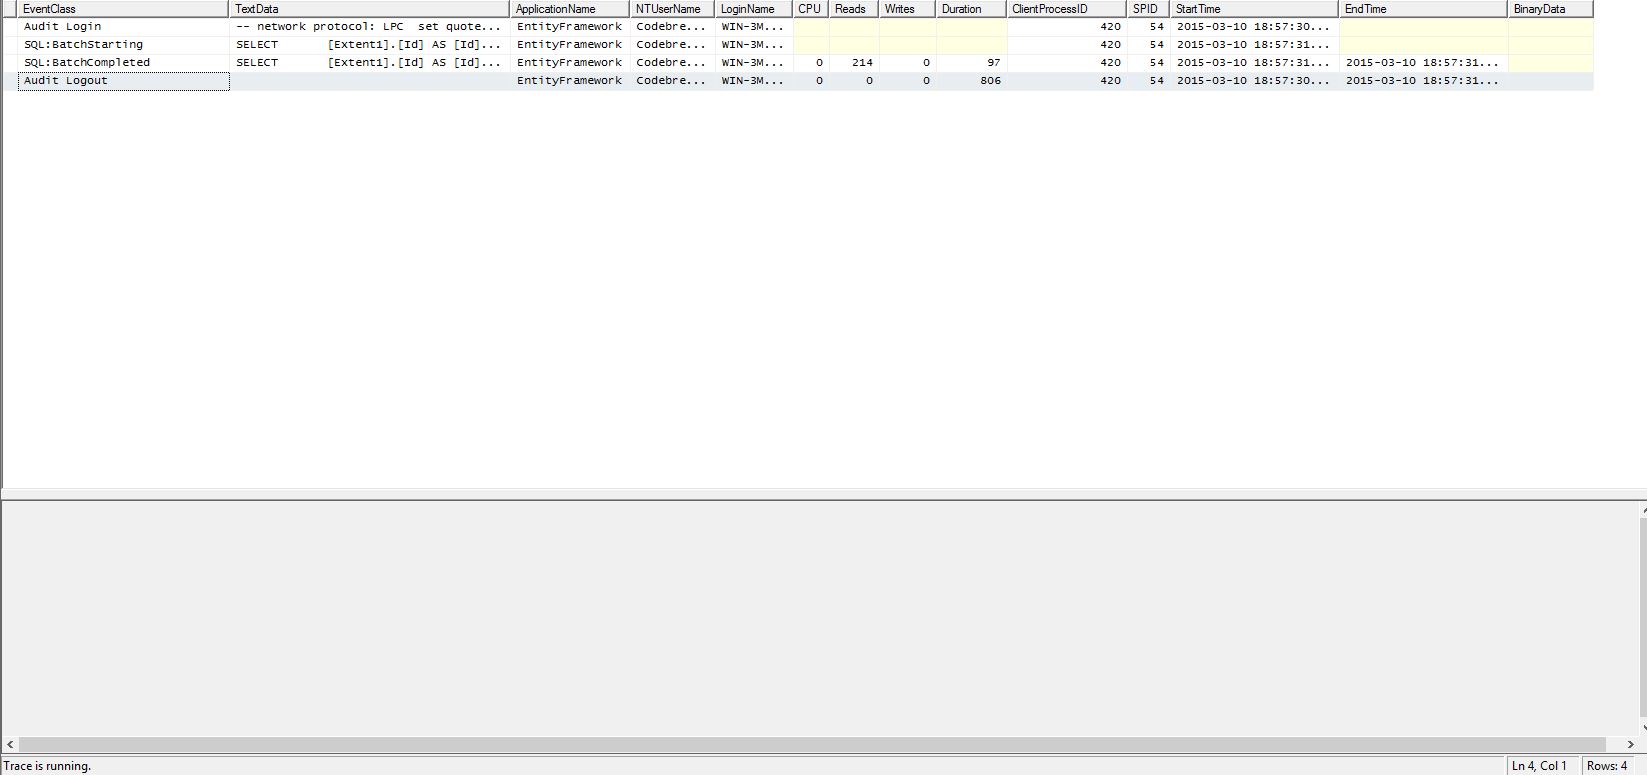 EventClass TextData ApplicationName NTUserName LoginName CPU Reads Writes Duration ClientProcessID SPID StartTime EndTime BinaryData
Audit Login -- network protocol: LPC set quote... EntityFramework Codebre... WIN-3M... 420 54 2015-03-10 18:57:30...
SQL:BatchStarting SELECT [Extent1].[Id] AS [Id]... EntityFramework Codebre... WIN-3M... 420 54 2015-03-10 18:57:31...
SQL:BatchCompleted SELECT [Extent1].[Id] AS [Id]... EntityFramework Codebre... WIN-3M... 0 214 0 97 420 54 2015-03-10 18:57:31... 2015-03-10 18:57:31...
Audit Logout EntityFramework Codebre... WIN-3M... 0 0 0 806 420 54 2015-03-10 18:57:30... 2015-03-10 18:57:31...
Trace is running. Ln 4, Col 1 Rows: 4